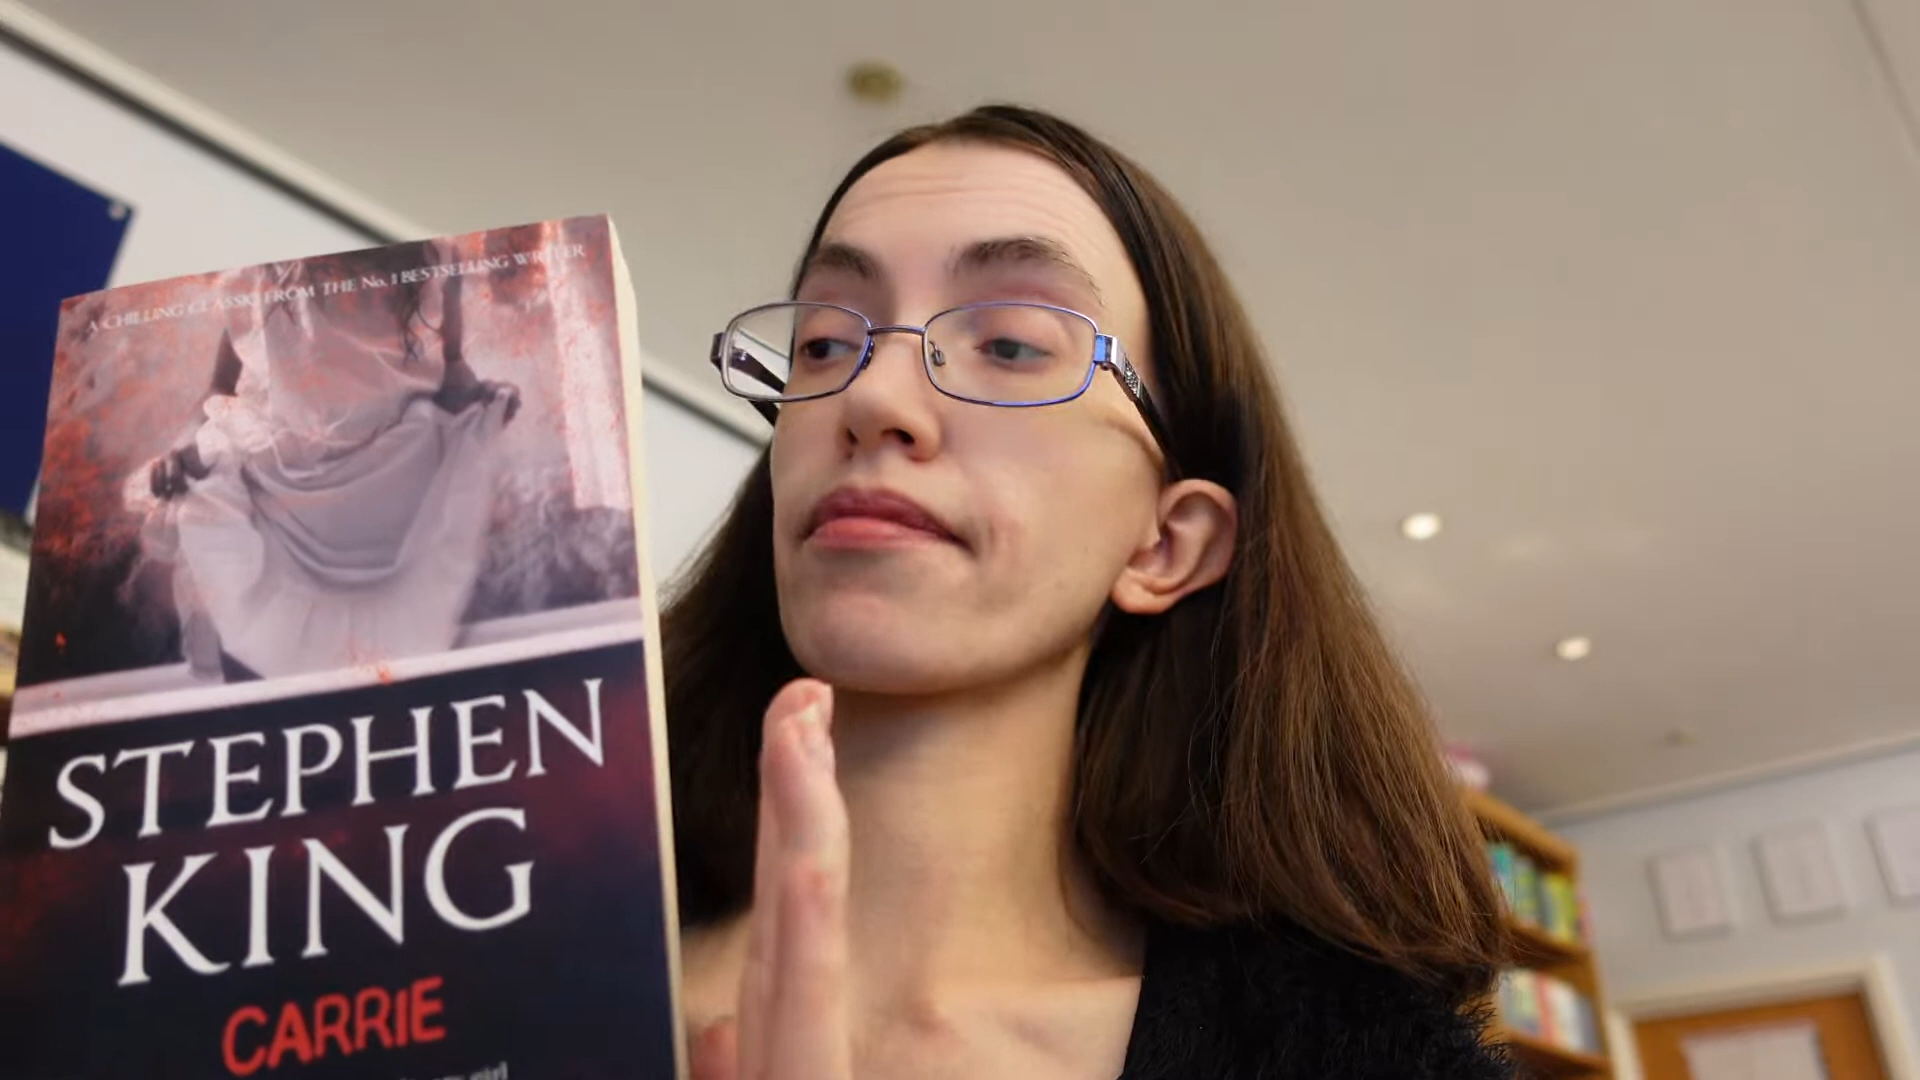 A CHILLING CLASSIC FROM THE No. 1 BESTSELLING WRITER
STEPHEN
KING
CARRIE